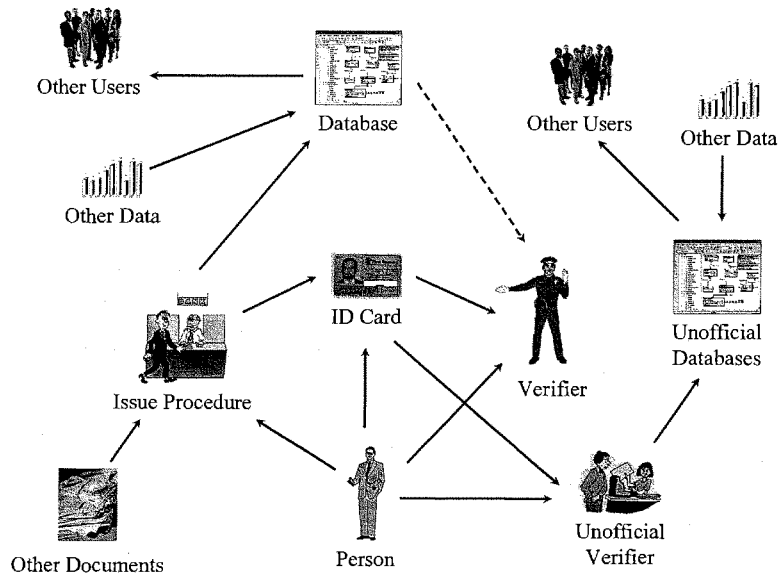 Other Users
Database
Other Users
Other Data
Other Data
ID Card
Verifier
Unofficial
Databases
Issue Procedure
Other Documents
Person
Unofficial
Verifier